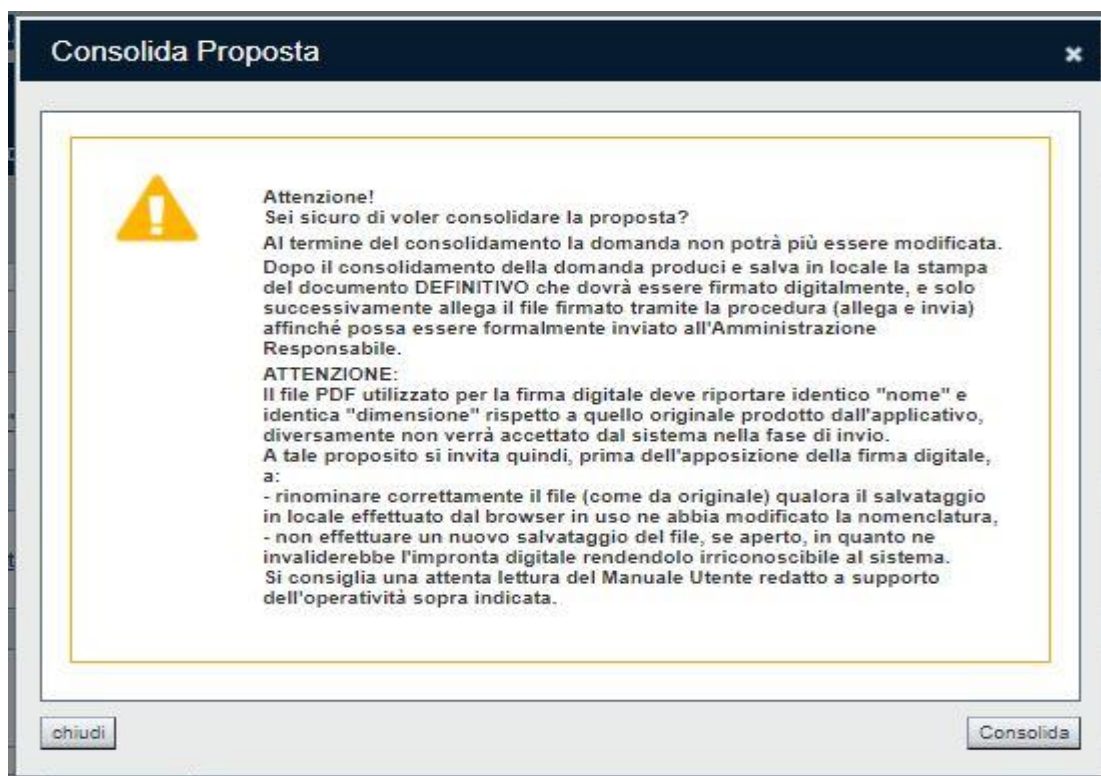 Consolida Proposta
Attenzione!
Sei sicuro di voler consolidare la proposta?
Al termine del consolidamento la domanda non potrà più essere modificata.
Dopo il consolidamento della domanda produci e salva in locale la stampa
del documento DEFINITIVO che dovrà essere firmato digitalmente, e solo
successivamente allega il file firmato tramite la procedura (allega e invia)
affinché possa essere formalmente inviato all'Amministrazione
Responsabile.
ATTENZIONE:
Il file PDF utilizzato per la firma digitale deve riportare identico "nome" e
identica "dimensione" rispetto a quello originale prodotto dall'applicativo,
diversamente non verrà accettato dal sistema nella fase di invio.
A tale proposito si invita quindi, prima dell'apposizione della firma digitale,
a:
- rinominare correttamente il file (come da originale) qualora il salvataggio
in locale effettuato dal browser in uso ne abbia modificato la nomenclatura,
- non effettuare un nuovo salvataggio del file, se aperto, in quanto ne
invaliderebbe l'impronta digitale rendendolo irriconoscibile al sistema.
Si consiglia una attenta lettura del Manuale Utente redatto a supporto
dell'operatività sopra indicata.
chiudi
Consolida